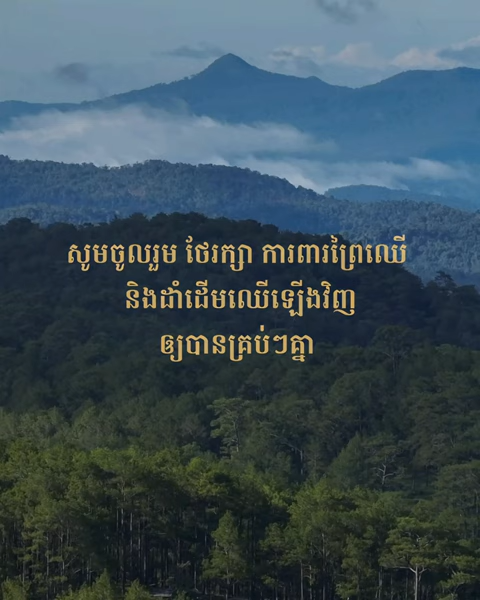 សូមចូលរួម ថែរក្សា ការពារព្រៃឈើ
និងដាំដើមឈើឡើងវិញ
ឲ្យបានគ្រប់ៗគ្នា